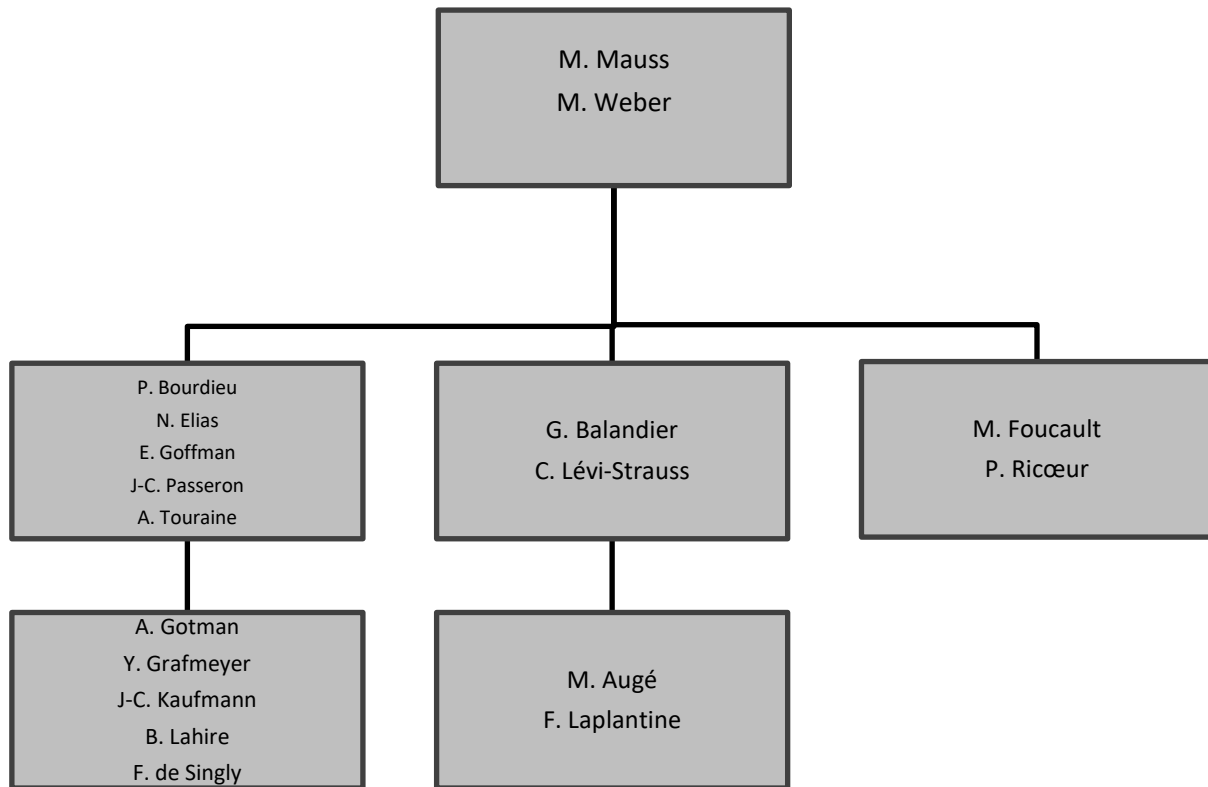 M. Mauss
M. Weber
P. Bourdieu
N. Elias
E. Goffman
J-C. Passeron
A. Touraine
G. Balandier
C. Lévi-Strauss
M. Foucault
P. Ricœur
A. Gotman
Y. Grafmeyer
J-C. Kaufmann
B. Lahire
F. de Singly
M. Augé
F. Laplantine